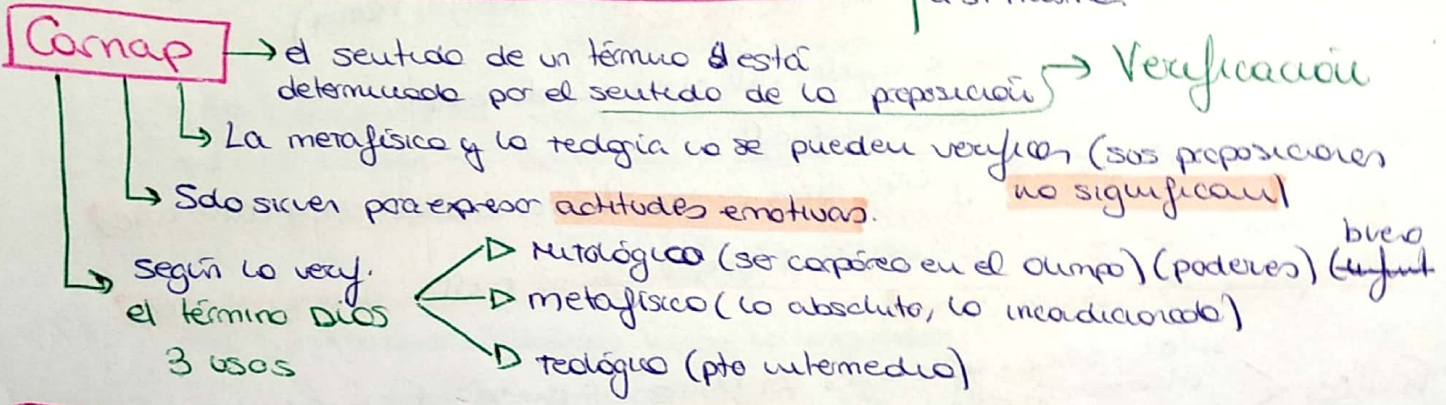 Carnap
el sentido de un término está
determinado por el sentido de la proposición
Verificación
La metafísica y la teología no se pueden verificar (sus proposiciones
no significan)
Solo sirven para expresar actitudes emotivas.
según la verif.
el término DIOS
3 usos
Mitológico (ser corpóreo en el olimpo) (poderes) (
bueno
metafísico (lo absoluto, lo incondicionado)
teológico (pto intermedio)